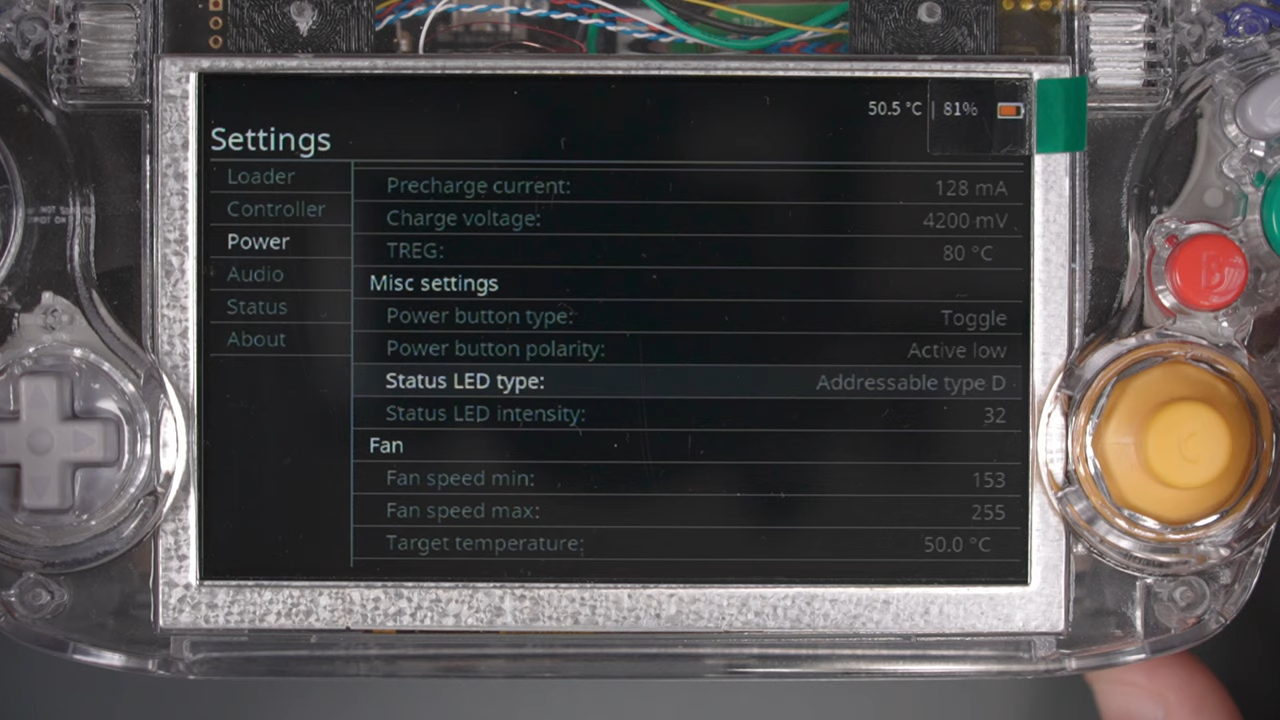 50.5 °C | 81%
Settings
Loader
Controller
Power
Audio
Status
About
Precharge current: 128 mA
Charge voltage: 4200 mV
TREG: 80 °C
Misc settings
Power button type: Toggle
Power button polarity: Active low
Status LED type: Addressable type D
Status LED intensity: 32
Fan
Fan speed min: 153
Fan speed max: 255
Target temperature: 50.0 °C
B
C